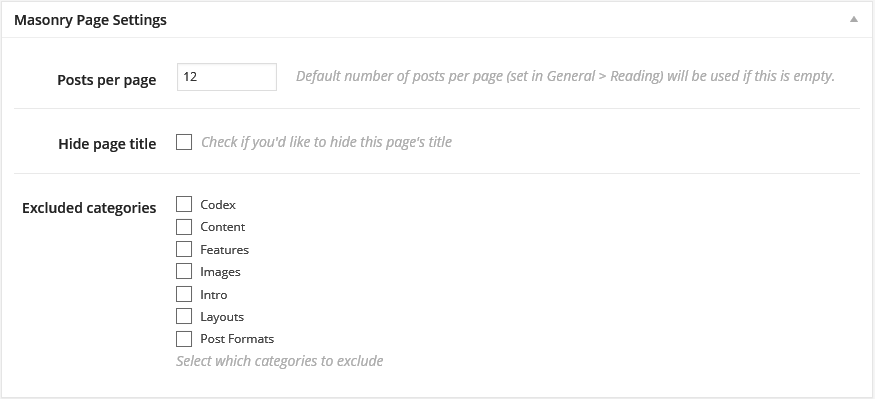 Masonry Page Settings
Posts per page 12 Default number of posts per page (set in General > Reading) will be used if this is empty.
Hide page title Check if you'd like to hide this page's title
Excluded categories Codex
Content
Features
Images
Intro
Layouts
Post Formats
Select which categories to exclude